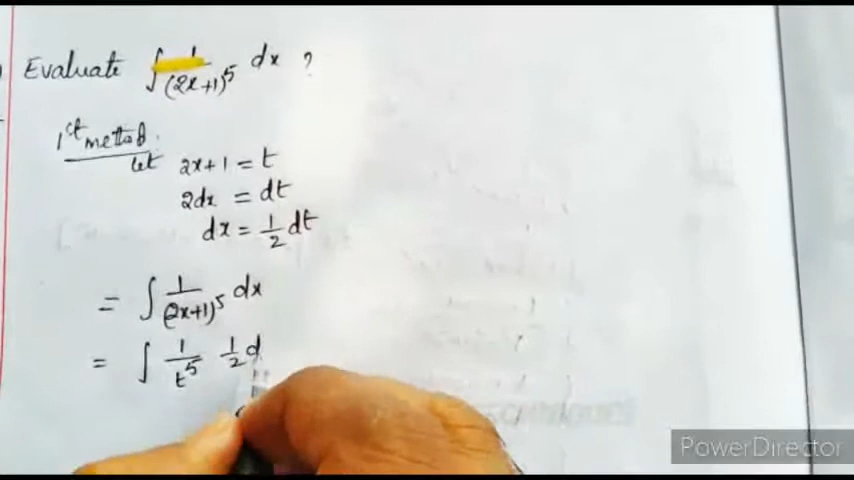 Evaluate ∫ 1/(2x+1)^5 dx ?
1st method.
let 2x+1 = t
2dx = dt
dx = 1/2 dt
= ∫ 1/(2x+1)^5 dx
= ∫ 1/t^5 1/2 d
PowerDirector